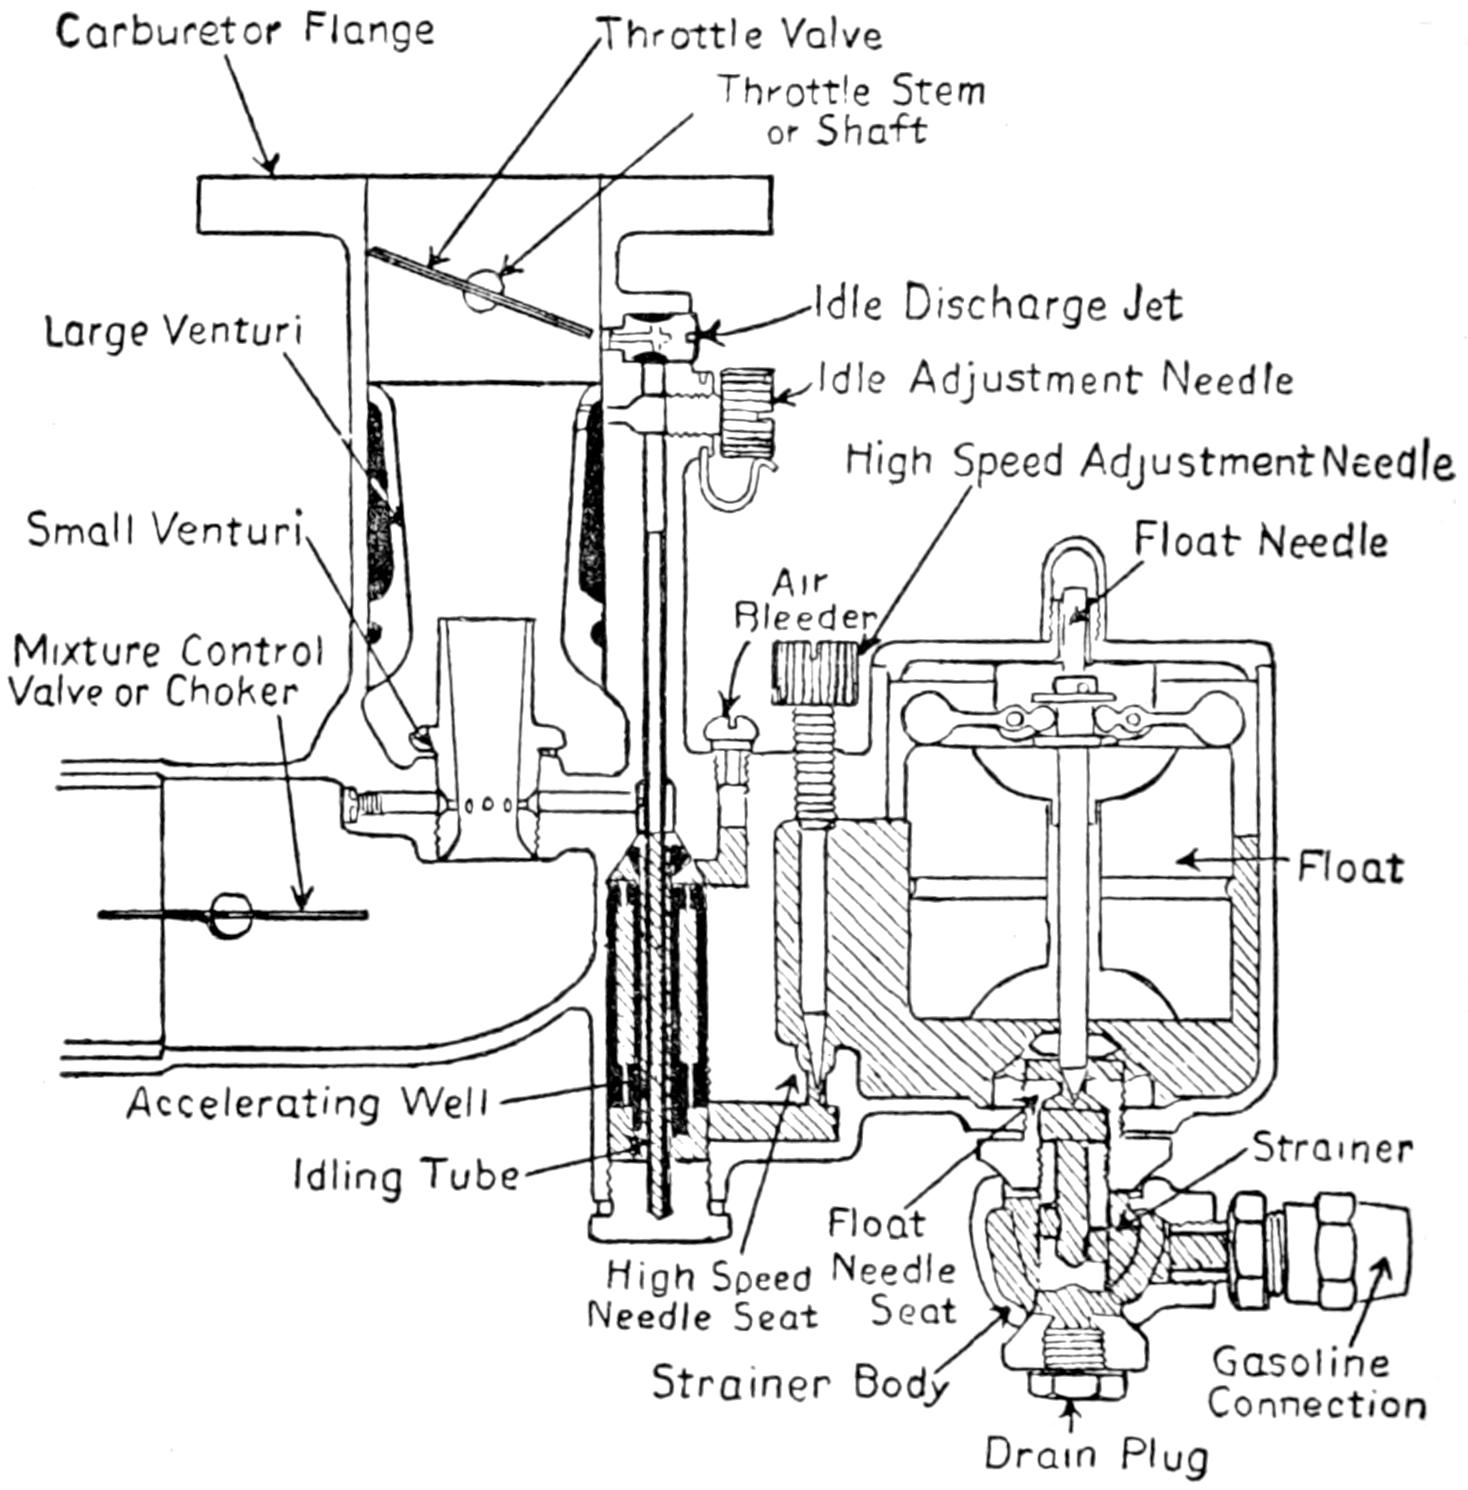 Carburetor Flange
Throttle Valve
Throttle Stem
or Shaft
Large Venturi
Idle Discharge Jet
Idle Adjustment Needle
High Speed Adjustment Needle
Small Venturi
Float Needle
Air
Bleeder
Mixture Control
Valve or Choker
Float
Accelerating Well
Idling Tube
Strainer
Float
Needle
Seat
High Speed
Needle Seat
Strainer Body
Gasoline
Connection
Drain Plug